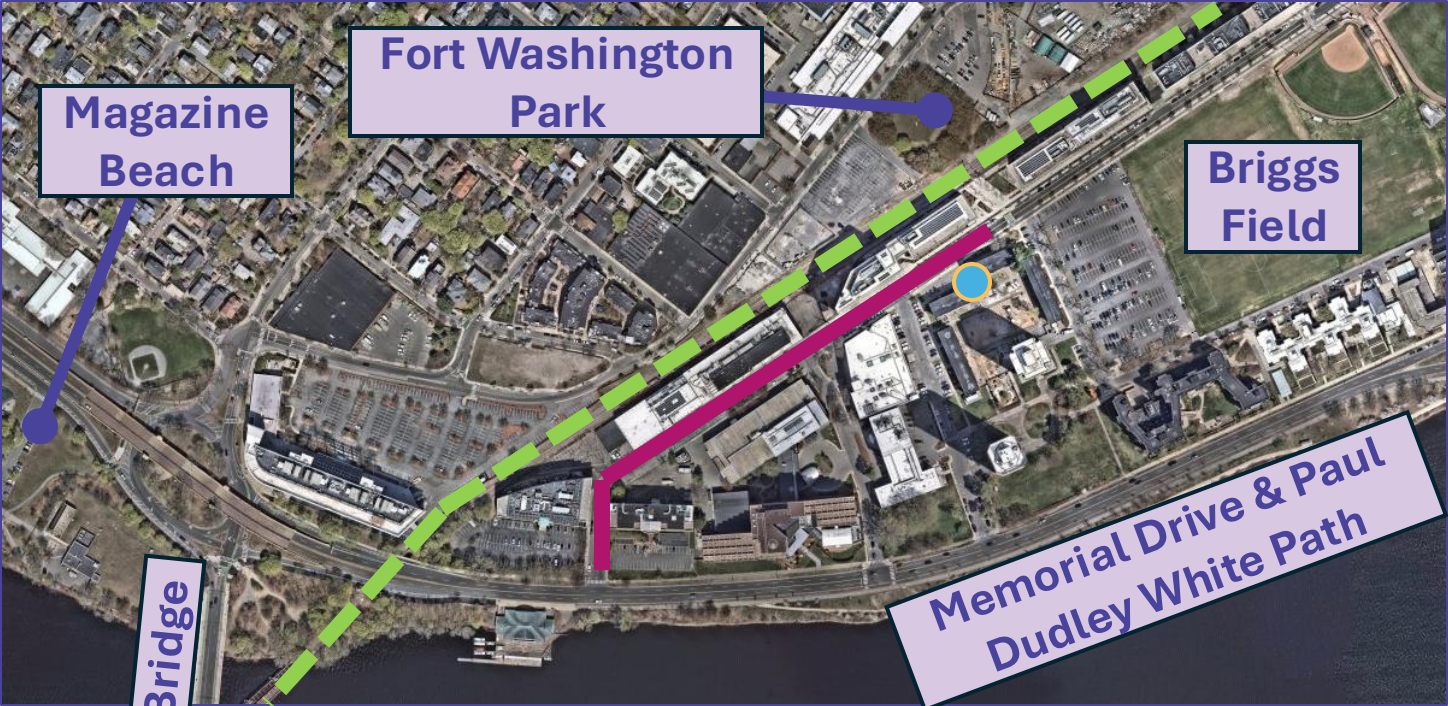 Fort Washington
Park
Magazine
Beach
Briggs
Field
Memorial Drive & Paul
Dudley White Path
Bridge